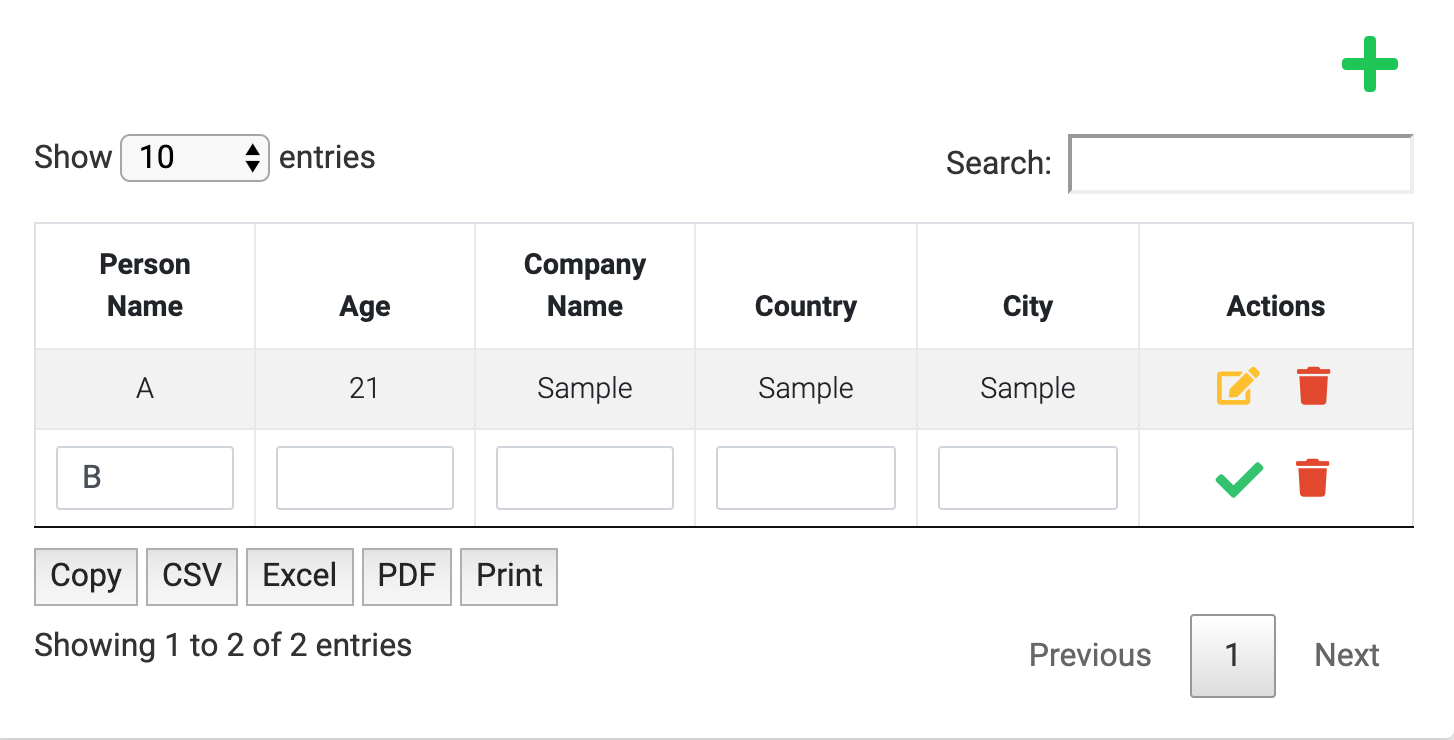 Show 10 entries
Search:
Person Name Age Company Name Country City Actions
A 21 Sample Sample Sample
B
Copy CSV Excel PDF Print
Showing 1 to 2 of 2 entries
Previous 1 Next